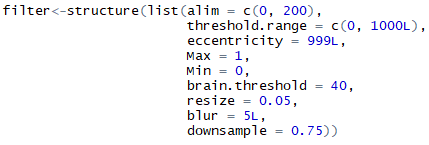 filter<-structure(list(alim = c(0, 200),
threshold.range = c(0, 1000L),
eccentricity = 999L,
Max = 1,
Min = 0,
brain.threshold = 40,
resize = 0.05,
blur = 5L,
downsample = 0.75))